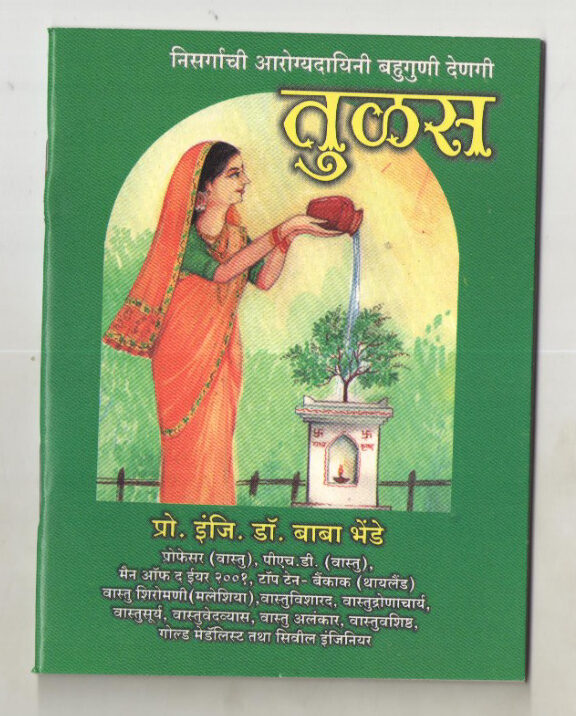 निसर्गाची आरोग्यदायिनी बहुगुणी देणगी
तुळस
प्रो. इंजि. डॉ. बाबा भेंडे
प्रोफेसर (वास्तु), पीएच.डी. (वास्तु),
मैन ऑफ द ईयर २००१, टॉप टेन- बैंकाक (थायलैंड)
वास्तु शिरोमणी(मलेशिया),वास्तुविशारद, वास्तुद्रोणाचार्य,
वास्तुसूर्य, वास्तुवेदव्यास, वास्तु अलंकार, वास्तुवशिष्ठ,
गोल्ड मेडॅलिस्ट तथा सिवील इंजिनियर